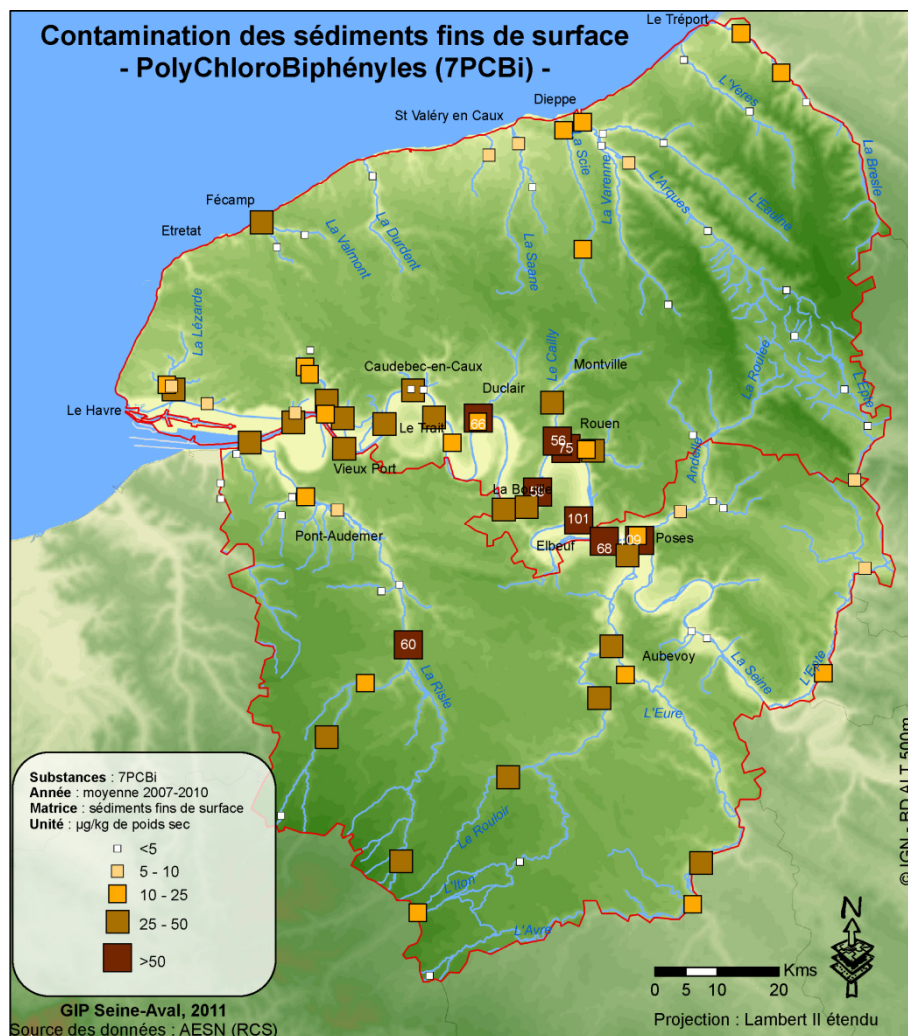 Contamination des sédiments fins de surface
- PolyChloroBiphényles (7PCBi) -
Le Tréport
L'Yeres
Dieppe
St Valéry en Caux
La Scie
La Varenne
L'Arques
L'Eaulne
La Bresle
Fécamp
Etretat
La Valmont
La Durdent
La Saane
La Lézarde
Le Cailly
Montville
La Roulee
L'Epte
Caudebec-en-Caux
Duclair
Le Havre
66
Le Trait
Rouen
56
75
Vieux Port
Andelle
La Bouille
Pont-Audemer
101
Elbeuf
68
Poses
60
Aubevoy
La Seine
L'Epte
La Risle
L'Eure
Le Rouloir
L'Iton
L'Avre
Substances : 7PCBi
Année : moyenne 2007-2010
Matrice : sédiments fins de surface
Unité : µg/kg de poids sec
<5
5 - 10
10 - 25
25 - 50
>50
GIP Seine-Aval, 2011
Source des données : AESN (RCS)
© IGN - BD ALT 500m
N
Kms
0 5 10 20
Projection : Lambert II étendu